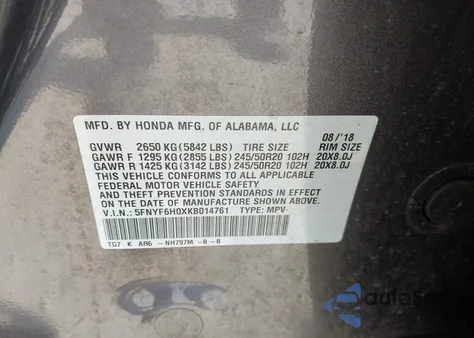 MFD. BY HONDA MFG. OF ALABAMA, LLC 08/'18
GVWR 2650 KG (5842 LBS) TIRE SIZE RIM SIZE
GAWR F 1295 KG (2855 LBS) 245/50R20 102H 20X8.0J
GAWR R 1425 KG (3142 LBS) 245/50R20 102H 20X8.0J
THIS VEHICLE CONFORMS TO ALL APPLICABLE
FEDERAL MOTOR VEHICLE SAFETY
AND THEFT PREVENTION STANDARDS IN EFFECT
ON THE DATE OF MANUFACTURE SHOWN ABOVE.
V.I.N: 5FNYF6H0XKB014761 TYPE: MPV
TG7 K AR6 -NH797M -B -B